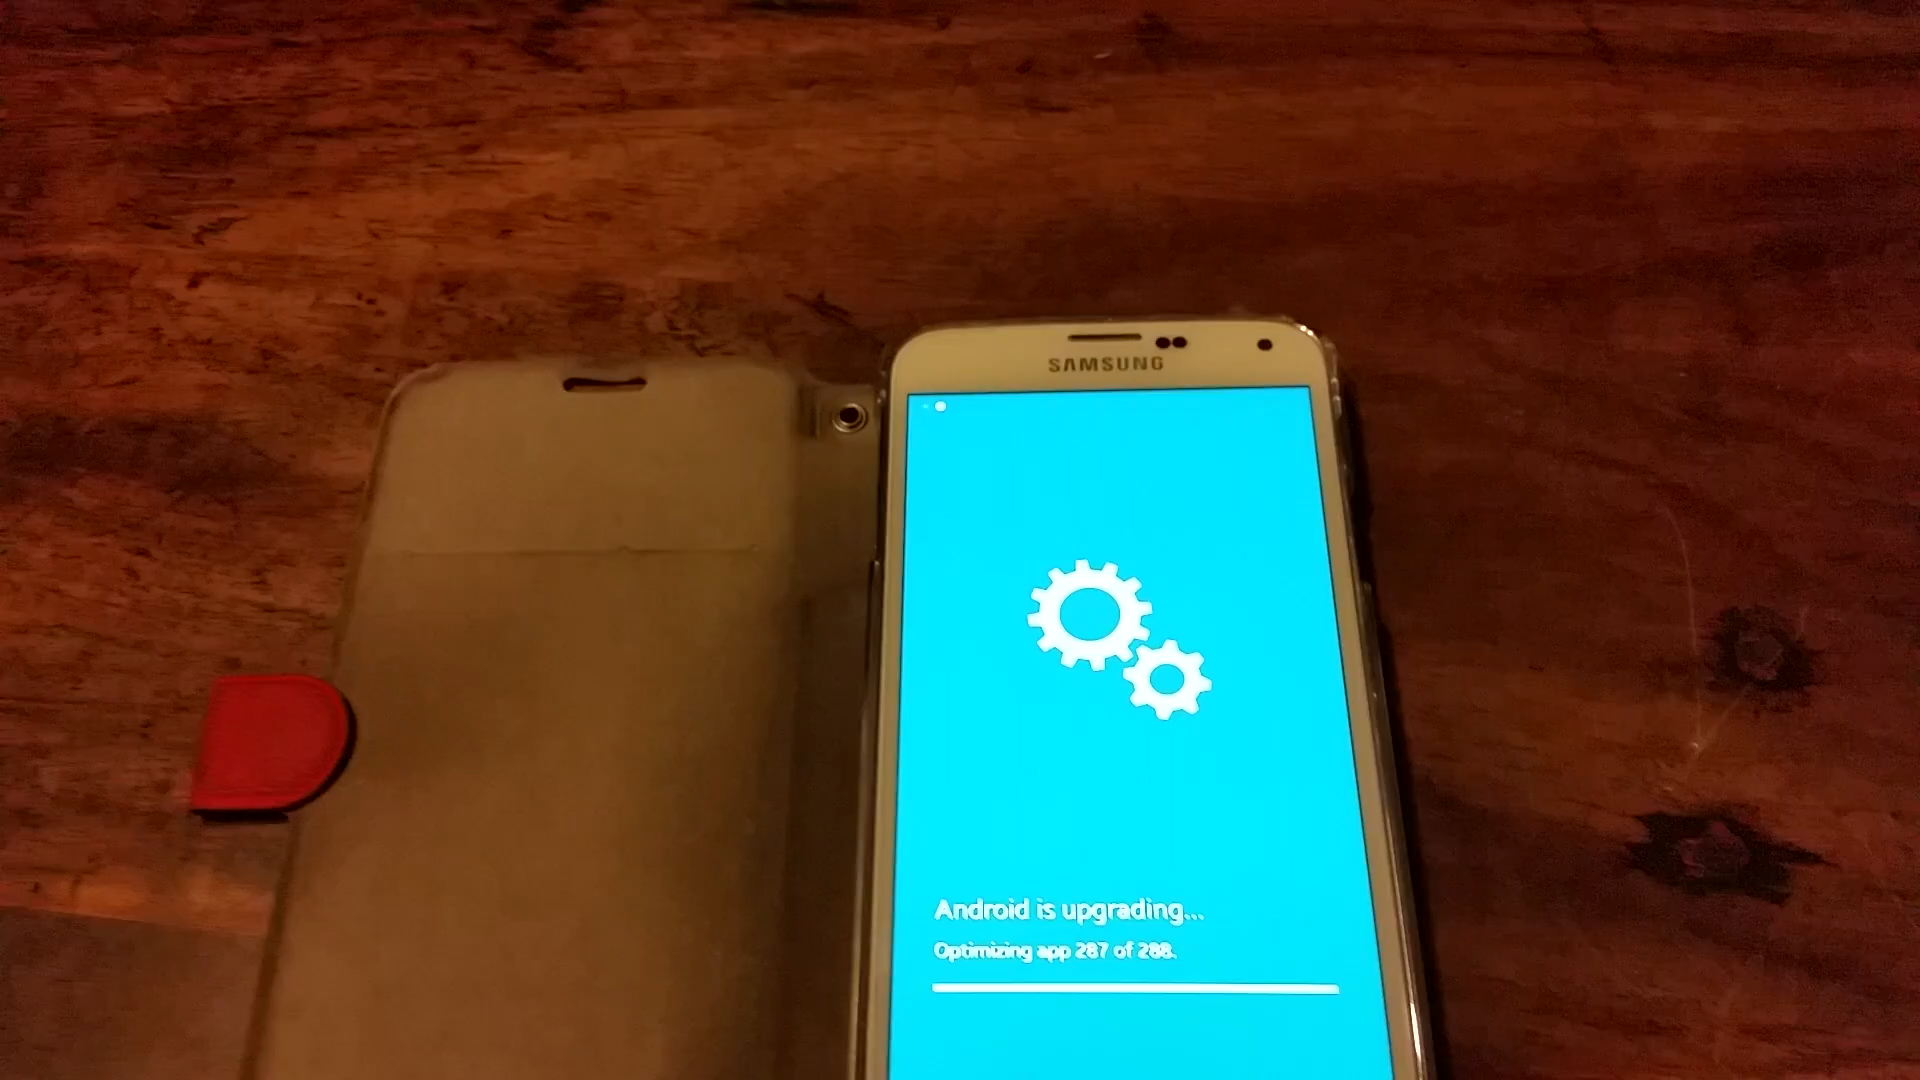 SAMSUNG
Android is upgrading...
Optimizing app 287 of 288.